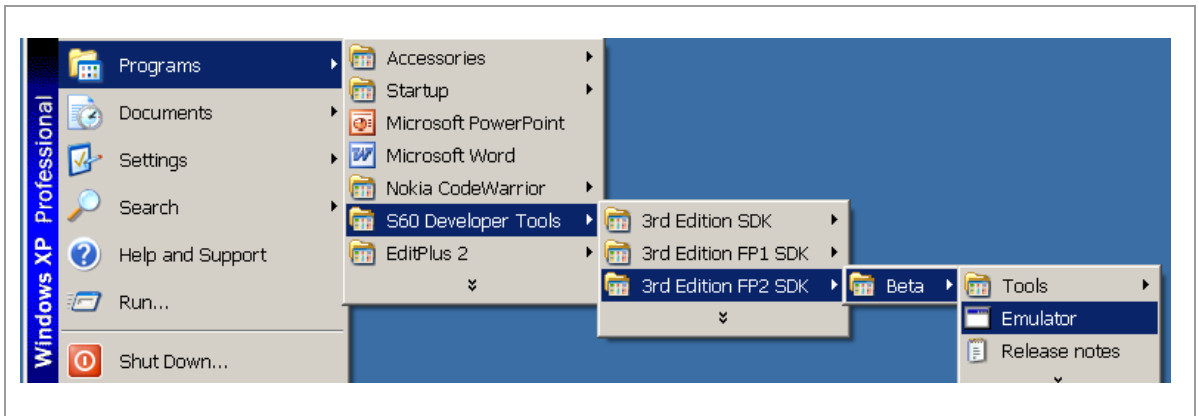 Windows XP Professional
Programs
Documents
Settings
Search
Help and Support
Run...
Shut Down...
Accessories
Startup
Microsoft PowerPoint
Microsoft Word
Nokia CodeWarrior
S60 Developer Tools
EditPlus 2
3rd Edition SDK
3rd Edition FP1 SDK
3rd Edition FP2 SDK
Beta
Tools
Emulator
Release notes